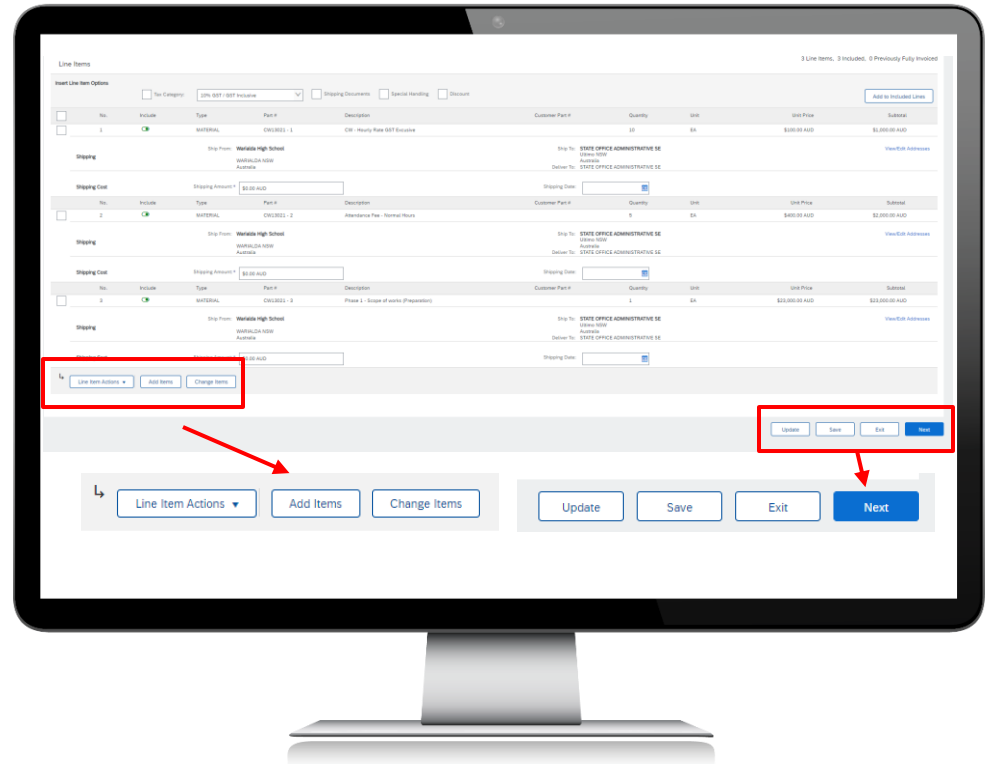 Line Items
3 Line Items, 3 Included, 0 Previously Fully Invoiced
Insert Line Item Options
Tax Category: 10% GST / GST Inclusive Shipping Documents Special Handling Discount
Add to Included Lines
No. Include Type Part # Description Customer Part # Quantity Unit Unit Price Subtotal
1 MATERIAL CW13021 - 1 CW - Hourly Rate GST Exclusive 10 EA $100.00 AUD $1,000.00 AUD
Shipping
Ship From: Warialda High School
WARIALDA NSW
Australia
Ship To: STATE OFFICE ADMINISTRATIVE SE
Ultimo NSW
Australia
Deliver To: STATE OFFICE ADMINISTRATIVE SE
View/Edit Addresses
Shipping Cost Shipping Amount: * $0.00 AUD Shipping Date:
No. Include Type Part # Description Customer Part # Quantity Unit Unit Price Subtotal
2 MATERIAL CW13021 - 2 Attendance Fee - Normal Hours 5 EA $400.00 AUD $2,000.00 AUD
Shipping
Ship From: Warialda High School
WARIALDA NSW
Australia
Ship To: STATE OFFICE ADMINISTRATIVE SE
Ultimo NSW
Australia
Deliver To: STATE OFFICE ADMINISTRATIVE SE
View/Edit Addresses
Shipping Cost Shipping Amount: * $0.00 AUD Shipping Date:
No. Include Type Part # Description Customer Part # Quantity Unit Unit Price Subtotal
3 MATERIAL CW13021 - 3 Phase 1 - Scope of works (Preparation) 1 EA $23,000.00 AUD $23,000.00 AUD
Shipping
Ship From: Warialda High School
WARIALDA NSW
Australia
Ship To: STATE OFFICE ADMINISTRATIVE SE
Ultimo NSW
Australia
Deliver To: STATE OFFICE ADMINISTRATIVE SE
View/Edit Addresses
Shipping Date:
Line Item Actions Add Items Change Items
Update Save Exit Next
Line Item Actions Add Items Change Items
Update Save Exit Next